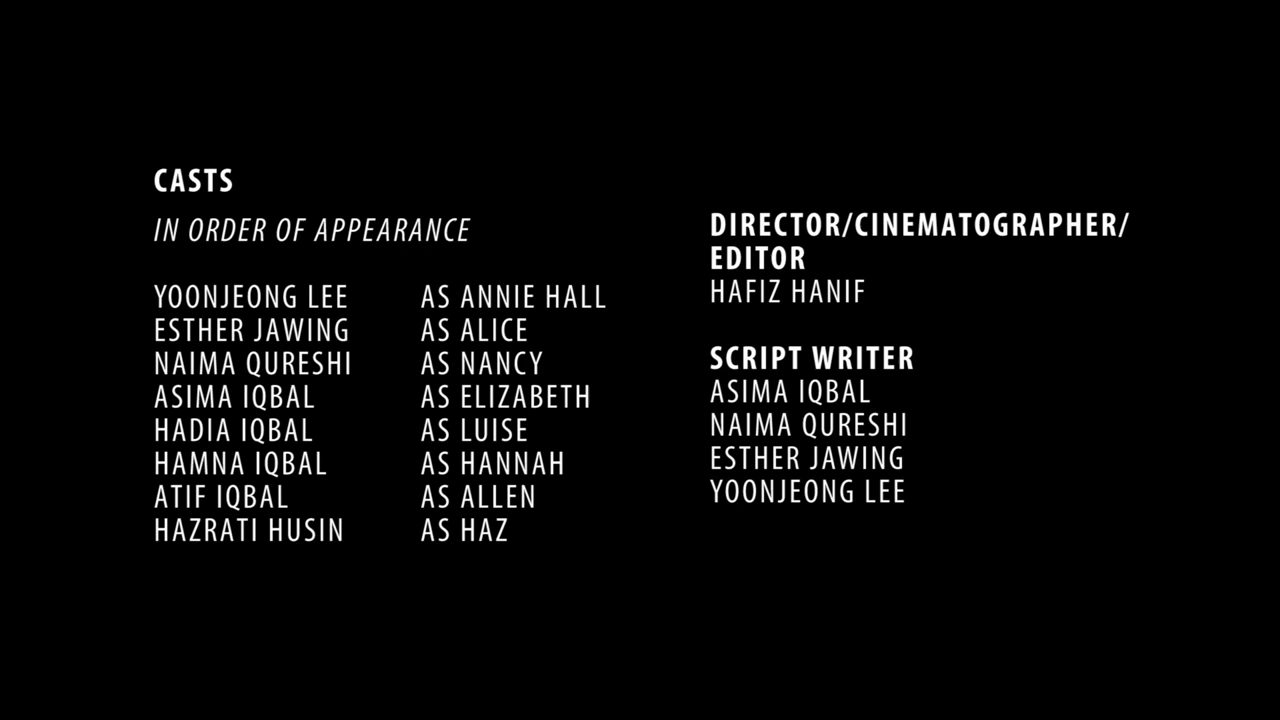 CASTS
IN ORDER OF APPEARANCE
YOONJEONG LEE AS ANNIE HALL
ESTHER JAWING AS ALICE
NAIMA QURESHI AS NANCY
ASIMA IQBAL AS ELIZABETH
HADIA IQBAL AS LUISE
HAMNA IQBAL AS HANNAH
ATIF IQBAL AS ALLEN
HAZRATI HUSIN AS HAZ
DIRECTOR/CINEMATOGRAPHER/
EDITOR
HAFIZ HANIF
SCRIPT WRITER
ASIMA IQBAL
NAIMA QURESHI
ESTHER JAWING
YOONJEONG LEE